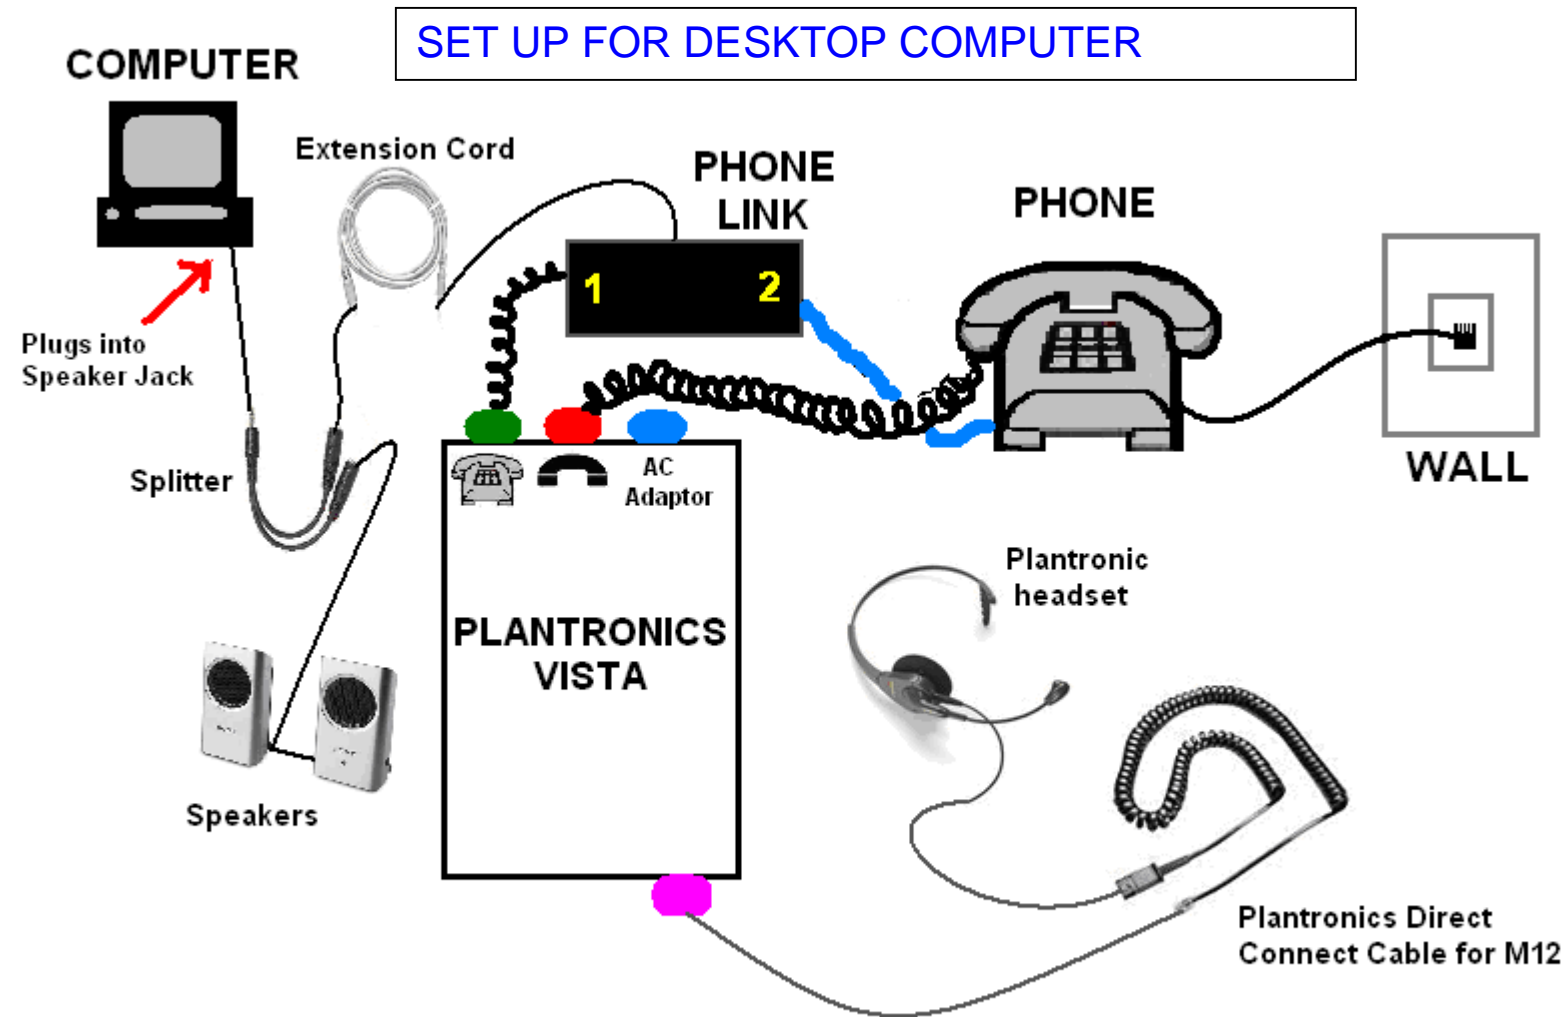 SET UP FOR DESKTOP COMPUTER
COMPUTER
Extension Cord
PHONE
LINK
PHONE
1
2
Plugs into
Speaker Jack
WALL
Splitter
AC
Adaptor
Plantronic
headset
PLANTRONICS
VISTA
Speakers
Plantronics Direct
Connect Cable for M12